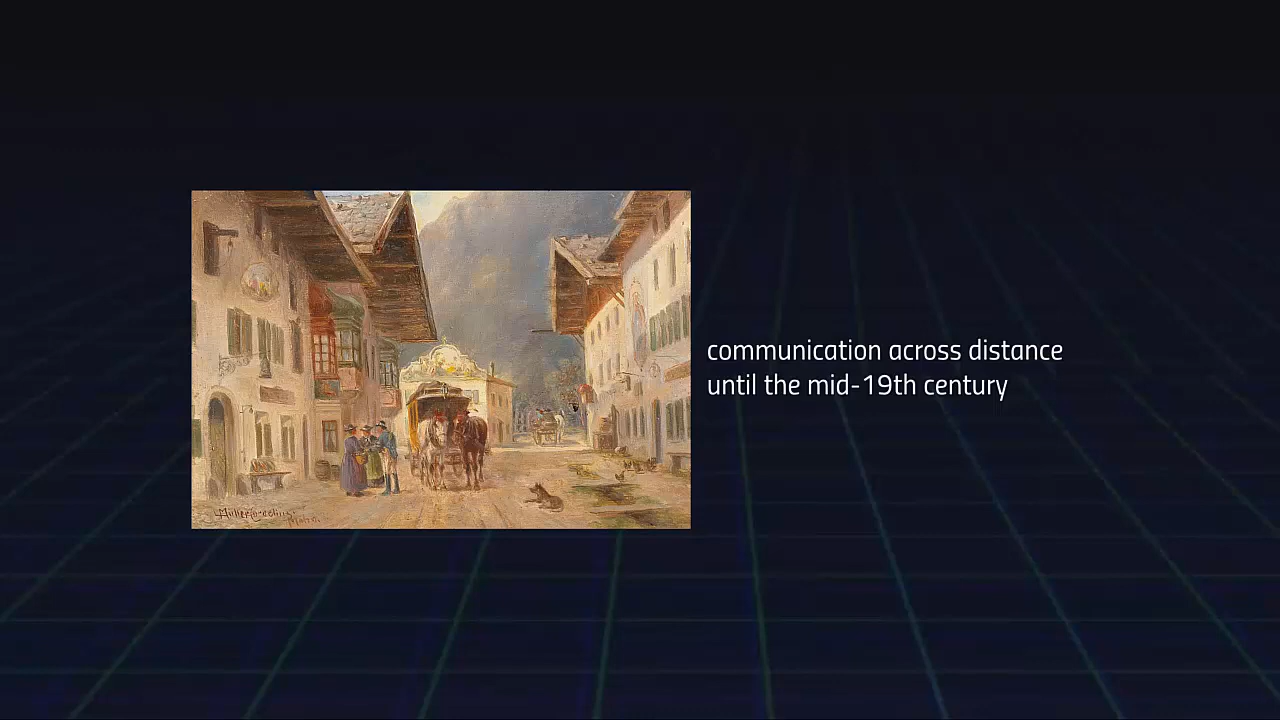 communication across distance
until the mid-19th century